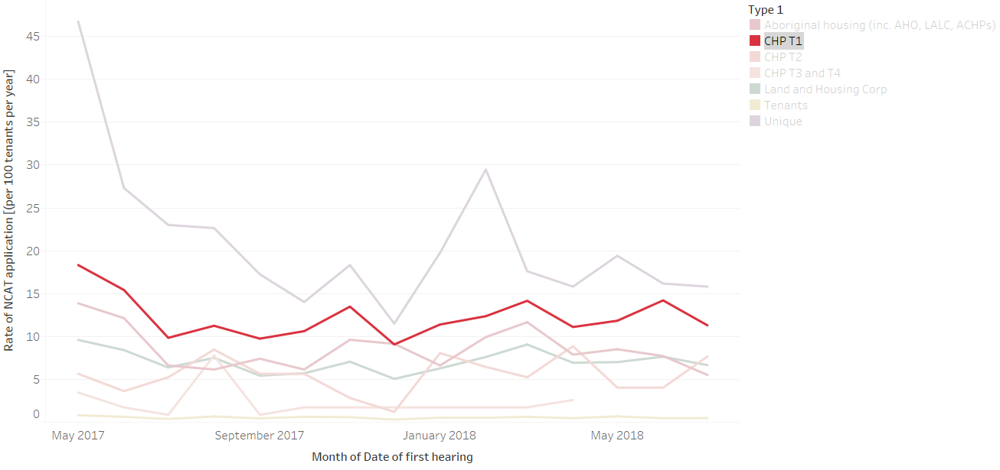 Type 1
Aboriginal housing (inc. AHO, LALC, ACHPs)
CHP T1
CHP T2
CHP T3 and T4
Land and Housing Corp
Tenants
Unique
Rate of NCAT application [(per 100 tenants per year]
45
40
35
30
25
20
15
10
5
0
May 2017
September 2017
January 2018
May 2018
Month of Date of first hearing